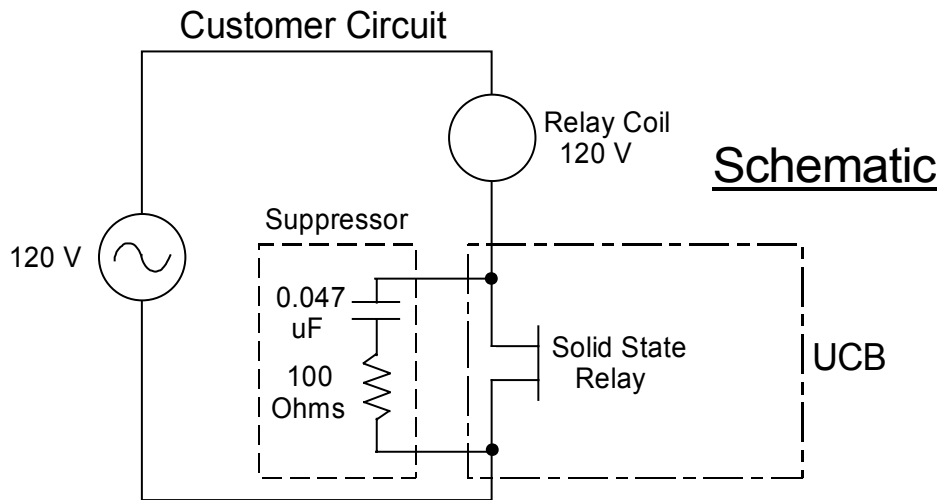 Customer Circuit
Relay Coil
120 V
Schematic
Suppressor
120 V
0.047
uF
Solid State
Relay
UCB
100
Ohms